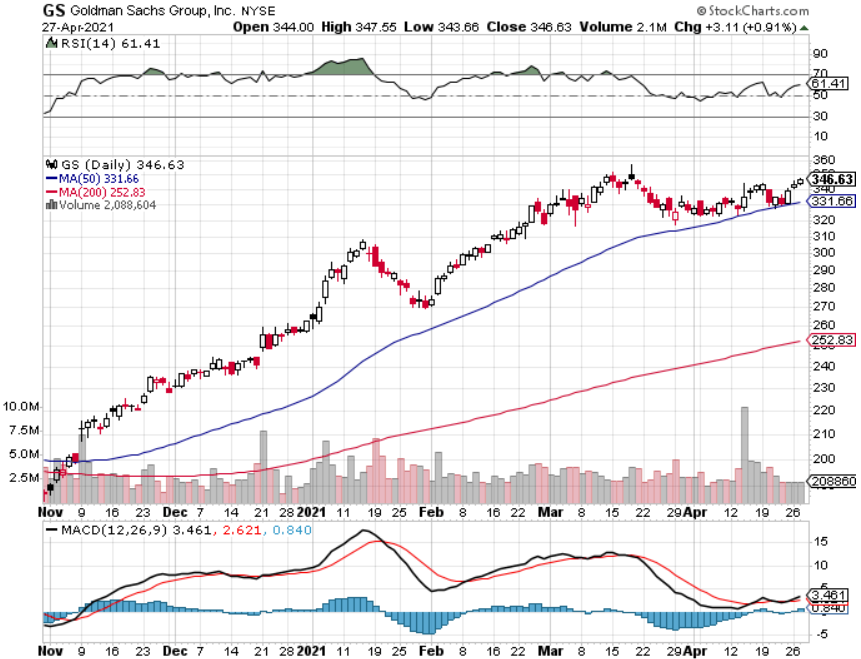 GS Goldman Sachs Group, Inc. NYSE © StockCharts.com
27-Apr-2021 Open 344.00 High 347.55 Low 343.66 Close 346.63 Volume 2.1M Chg +3.11 (+0.91%)
RSI(14) 61.41
90
70
61.41
50
30
10
GS (Daily) 346.63
MA(50) 331.66
MA(200) 252.83
Volume 2,088,604
360
346.63
340
331.66
320
310
300
290
280
270
260
252.83
240
230
220
210
200
208860
10.0M
7.5M
5.0M
2.5M
Nov 9 16 23 Dec 7 14 21 28 2021 11 19 25 Feb 8 16 22 Mar 8 15 22 Apr 12 19 26
MACD(12,26,9) 3.461, 2.621, 0.840
15
10
5
3.461
0.840
-5
Nov 9 16 23 Dec 7 14 21 28 2021 11 19 25 Feb 8 16 22 Mar 8 15 22 Apr 12 19 26